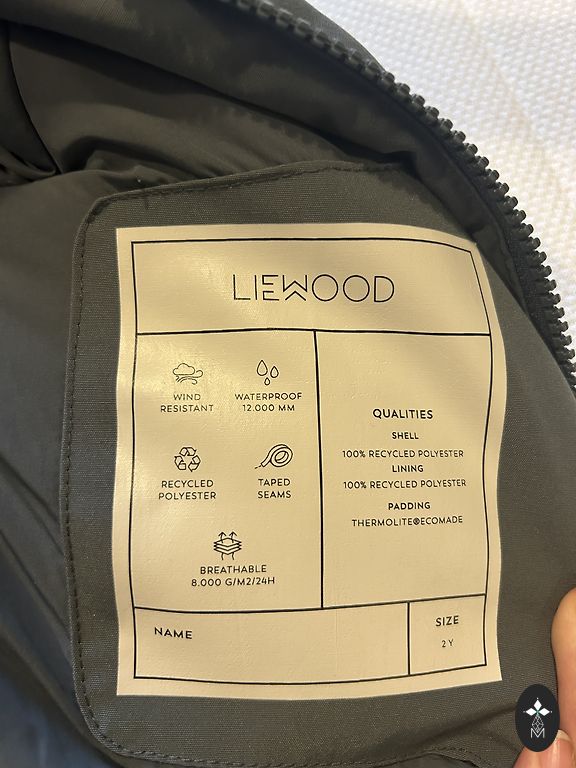 LIEWOOD
WIND
RESISTANT
WATERPROOF
12.000 MM
RECYCLED
POLYESTER
TAPED
SEAMS
BREATHABLE
8.000 G/M2/24H
QUALITIES
SHELL
100% RECYCLED POLYESTER
LINING
100% RECYCLED POLYESTER
PADDING
THERMOLITE®ECOMADE
NAME
SIZE
2 Y
M